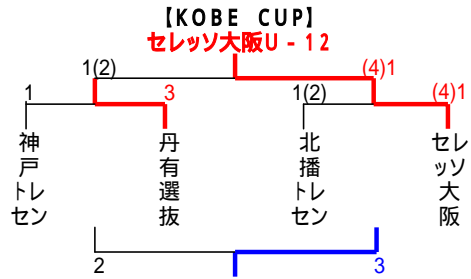 【KOBE CUP】
セレッソ大阪U－12
1(2) (4)1
1 3 1(2) (4)1
神戸トレセン
丹有選抜
北播トレセン
セレッソ大阪
2 3